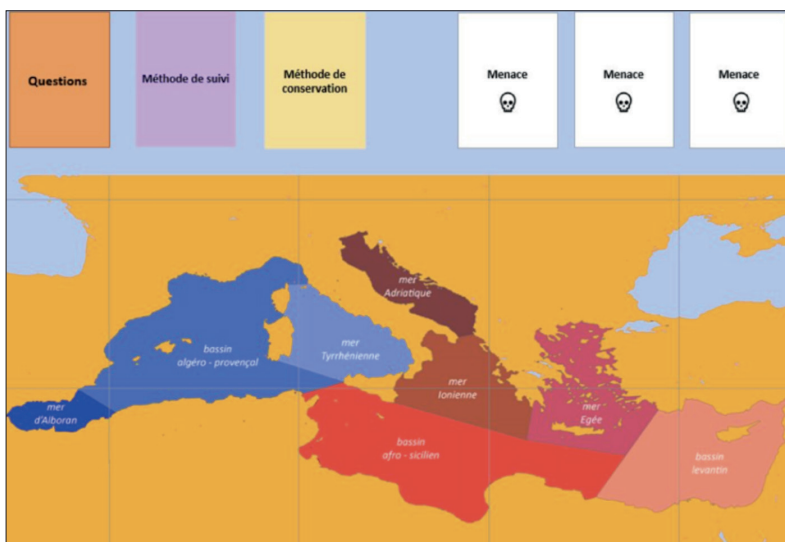 Questions
Méthode de suivi
Méthode de
conservation
Menace
Menace
Menace
mer
Adriatique
bassin
algéro - provençal
mer
Tyrrhénienne
mer
Ionienne
mer
d'Alboran
mer
Egée
bassin
afro - sicilien
bassin
levantin